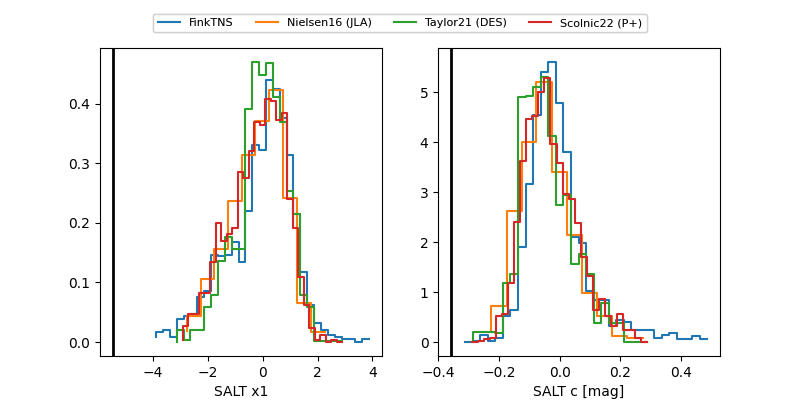 FinkTNS Nielsen16 (JLA) Taylor21 (DES) Scolnic22 (P+)
0.4
0.3
0.2
0.1
0.0
−4 −2 0 2 4
SALT x1
5
4
3
2
1
0
−0.4 −0.2 0.0 0.2 0.4
SALT c [mag]